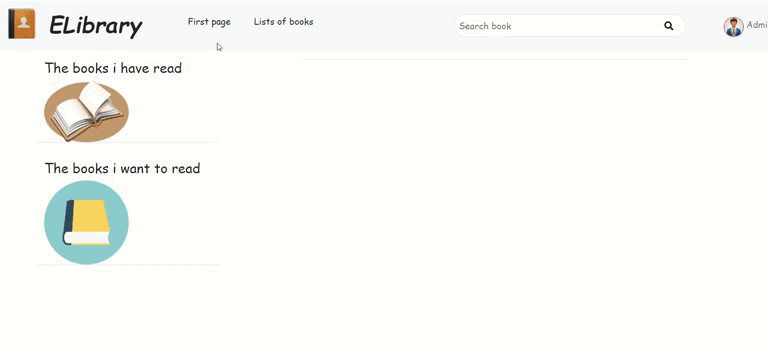 ELibrary
First page
Lists of books
Search book
Admi
The books i have read
The books i want to read